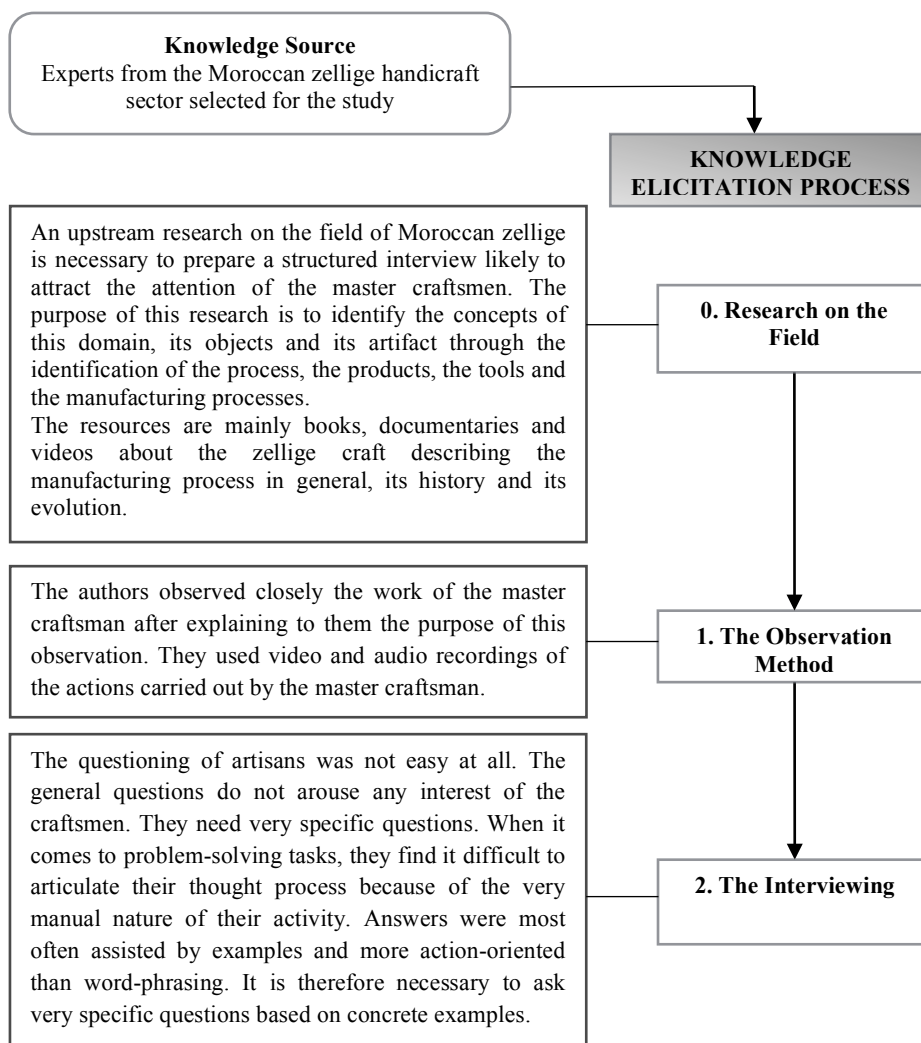 Knowledge Source
Experts from the Moroccan zellige handicraft
sector selected for the study
KNOWLEDGE
ELICITATION PROCESS
An upstream research on the field of Moroccan zellige
is necessary to prepare a structured interview likely to
attract the attention of the master craftsmen. The
purpose of this research is to identify the concepts of
this domain, its objects and its artifact through the
identification of the process, the products, the tools and
the manufacturing processes.
The resources are mainly books, documentaries and
videos about the zellige craft describing the
manufacturing process in general, its history and its
evolution.
0. Research on the
Field
The authors observed closely the work of the master
craftsman after explaining to them the purpose of this
observation. They used video and audio recordings of
the actions carried out by the master craftsman.
1. The Observation
Method
The questioning of artisans was not easy at all. The
general questions do not arouse any interest of the
craftsmen. They need very specific questions. When it
comes to problem-solving tasks, they find it difficult to
articulate their thought process because of the very
manual nature of their activity. Answers were most
often assisted by examples and more action-oriented
than word-phrasing. It is therefore necessary to ask
very specific questions based on concrete examples.
2. The Interviewing